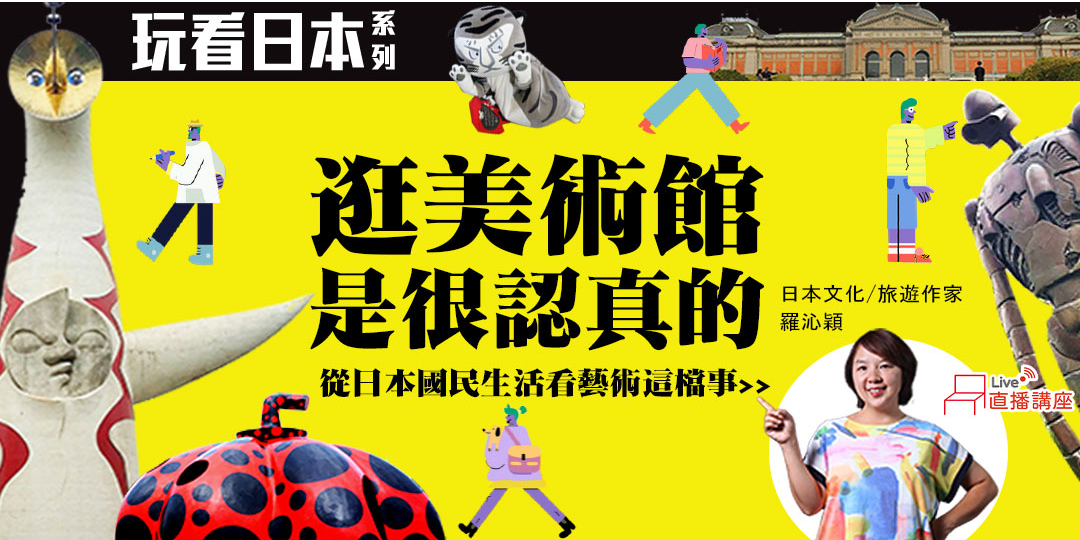 玩看日本系列
逛美術館
是很認真的
日本文化/旅遊作家
羅沁穎
從日本國民生活看藝術這檔事>>
Live
直播講座